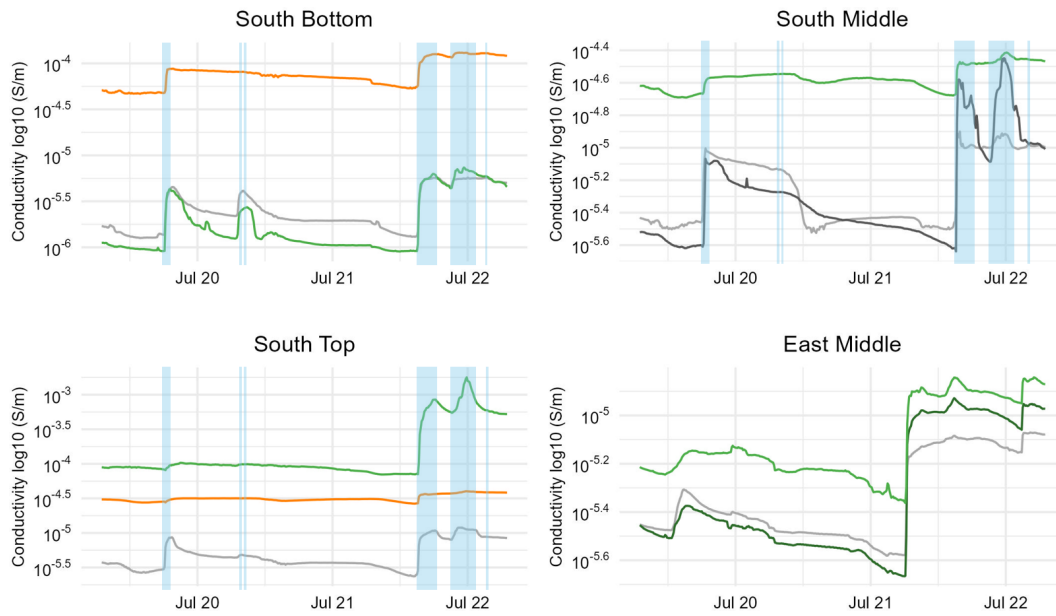 South Bottom
Conductivity log10 (S/m)
10^-4
10^-4.5
10^-5
10^-5.5
10^-6
Jul 20 Jul 21 Jul 22
South Middle
Conductivity log10 (S/m)
10^-4.4
10^-4.6
10^-4.8
10^-5
10^-5.2
10^-5.4
10^-5.6
Jul 20 Jul 21 Jul 22
South Top
Conductivity log10 (S/m)
10^-3
10^-3.5
10^-4
10^-4.5
10^-5
10^-5.5
Jul 20 Jul 21 Jul 22
East Middle
Conductivity log10 (S/m)
10^-5
10^-5.2
10^-5.4
10^-5.6
Jul 20 Jul 21 Jul 22